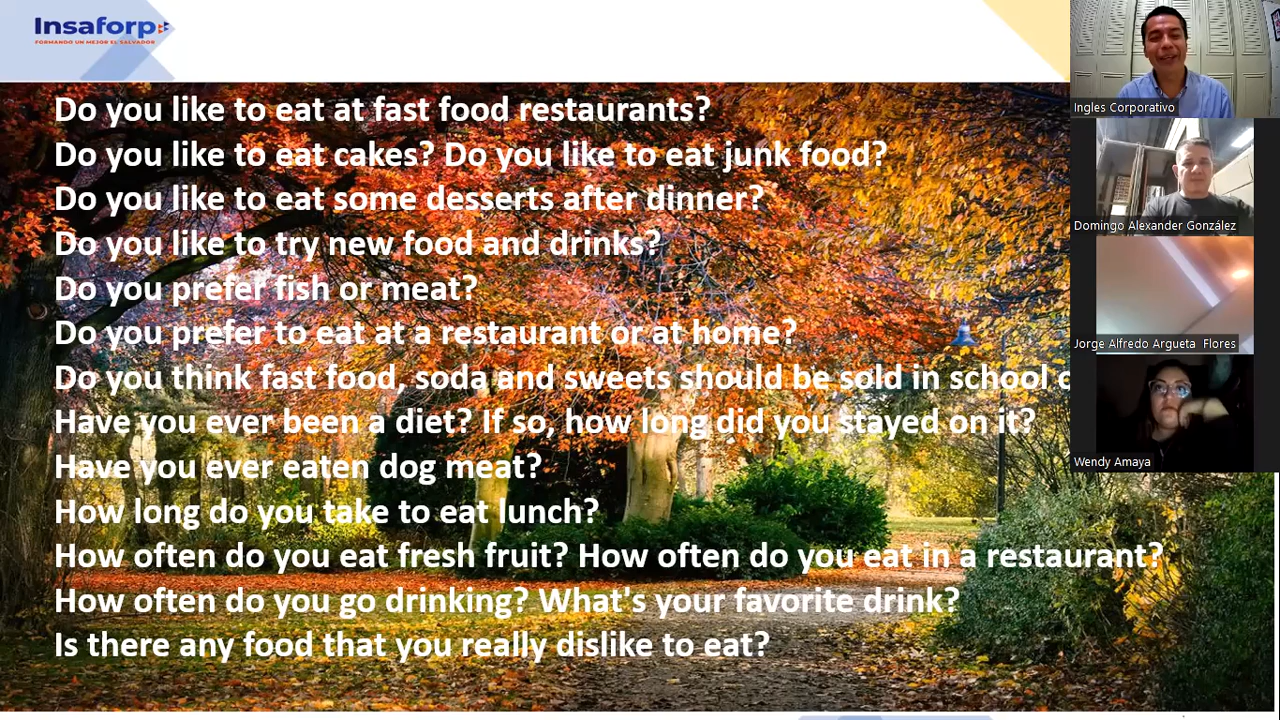 Insaforp
FORMANDO UN MEJOR EL SALVADOR
Do you like to eat at fast food restaurants?
Do you like to eat cakes? Do you like to eat junk food?
Do you like to eat some desserts after dinner?
Do you like to try new food and drinks?
Do you prefer fish or meat?
Do you prefer to eat at a restaurant or at home?
Do you think fast food, soda and sweets should be sold in school
Have you ever been a diet? If so, how long did you stayed on it?
Have you ever eaten dog meat?
How long do you take to eat lunch?
How often do you eat fresh fruit? How often do you eat in a restaurant?
How often do you go drinking? What's your favorite drink?
Is there any food that you really dislike to eat?
Ingles Corporativo
Domingo Alexander González
Jorge Alfredo Argueta Flores
Wendy Amaya